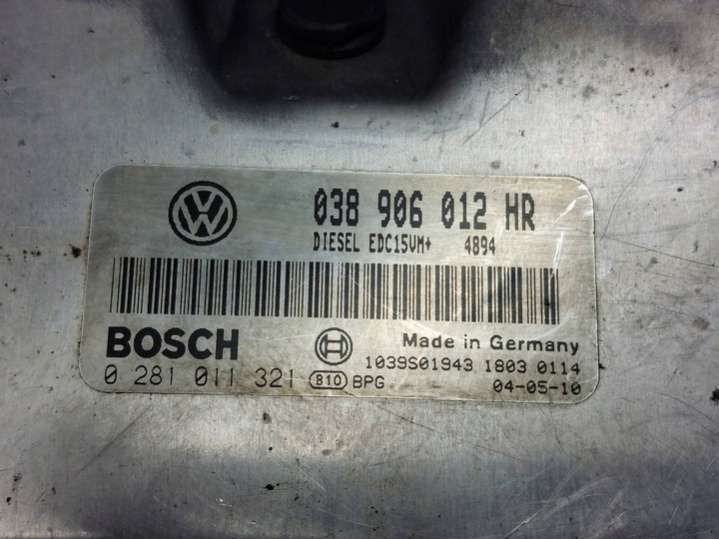 038 906 012 HR
DIESEL EDC15VM+ 4894
BOSCH
Made in Germany
0 281 011 321
B10 BPG
1039S01943 1803 0114
04-05-10